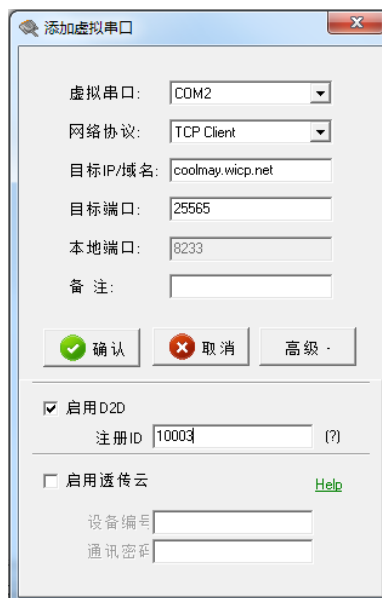 添加虚拟串口
虚拟串口: COM2
网络协议: TCP Client
目标IP/域名: coolmay.wicp.net
目标端口: 25565
本地端口: 8233
备 注:
确认 取消 高级 -
启用D2D
注册ID 10003 (?)
启用透传云 Help
设备编号
通讯密码